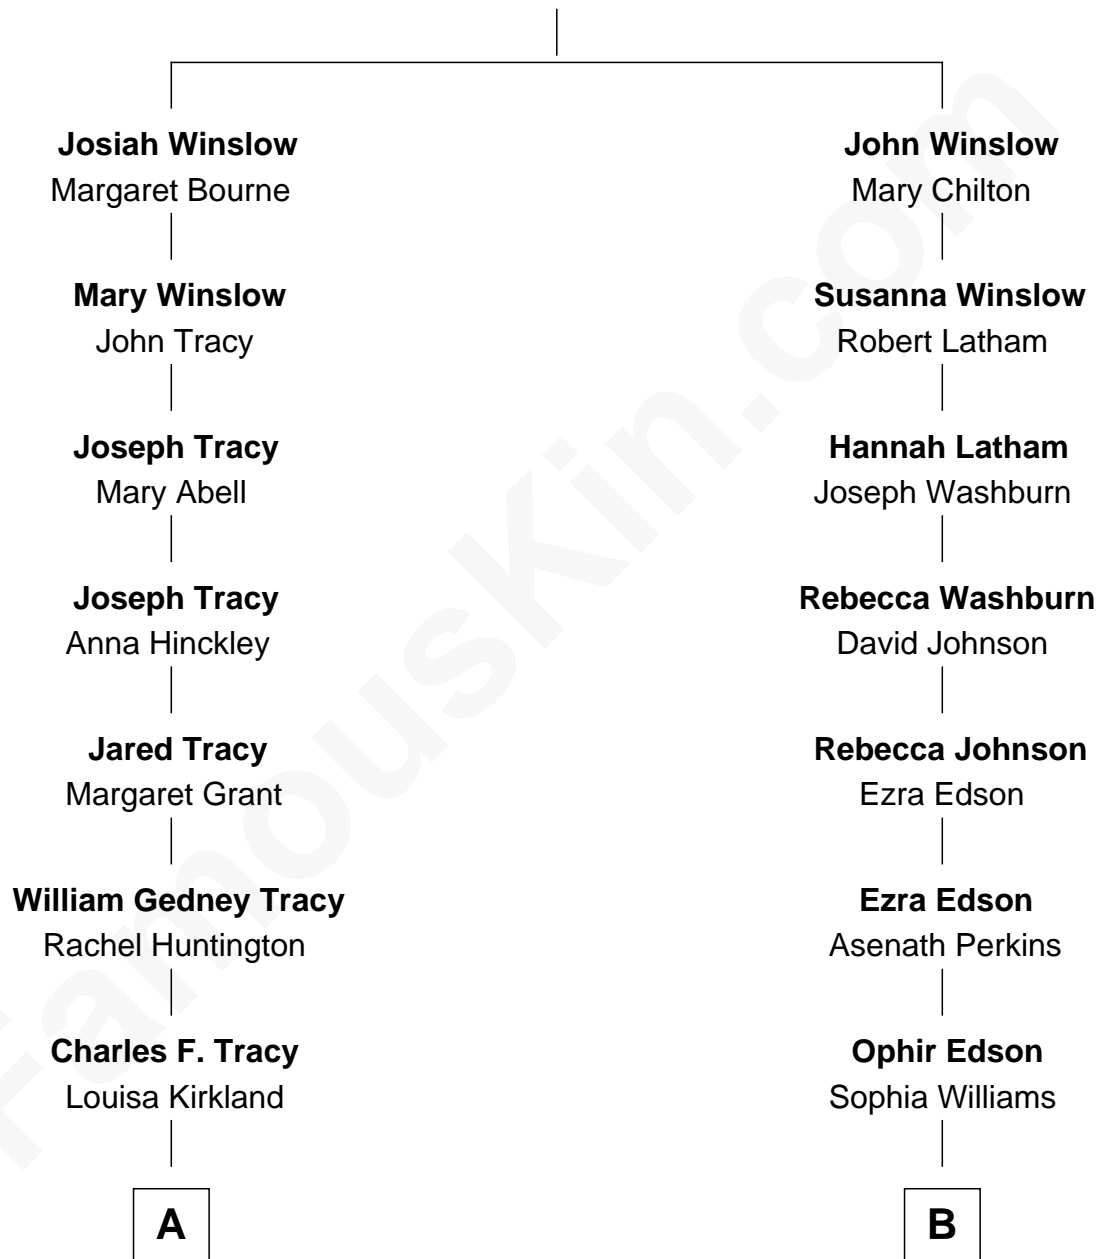 Josiah Winslow
Margaret Bourne
Mary Winslow
John Tracy
Joseph Tracy
Mary Abell
Joseph Tracy
Anna Hinckley
Jared Tracy
Margaret Grant
William Gedney Tracy
Rachel Huntington
Charles F. Tracy
Louisa Kirkland
A
John Winslow
Mary Chilton
Susanna Winslow
Robert Latham
Hannah Latham
Joseph Washburn
Rebecca Washburn
David Johnson
Rebecca Johnson
Ezra Edson
Ezra Edson
Asenath Perkins
Ophir Edson
Sophia Williams
B
FamousKin.com